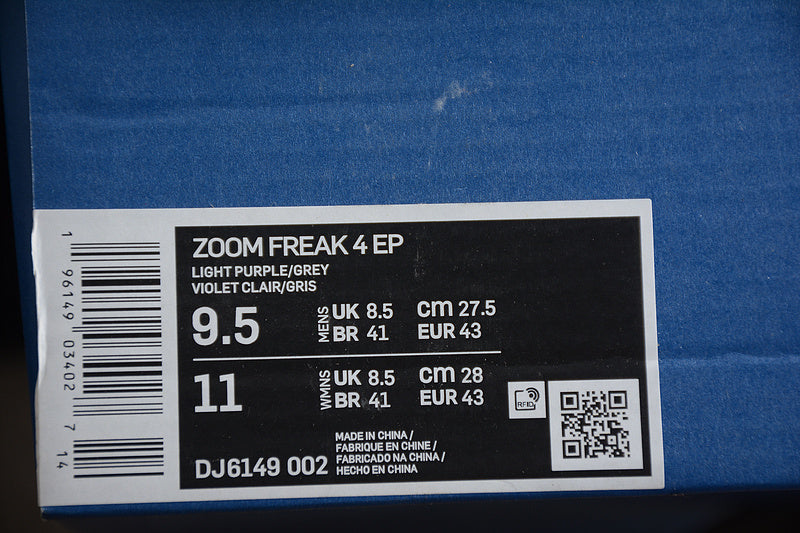 ZOOM FREAK 4 EP
LIGHT PURPLE/GREY
VIOLET CLAIR/GRIS
9.5 MENS UK 8.5 CM 27.5
BR 41 EUR 43
11 WMNS UK 8.5 CM 28
BR 41 EUR 43
RFID
DJ6149 002
MADE IN CHINA /
FABRIQUE EN CHINE /
FABRICADO NA CHINA /
HECHO EN CHINA
1 96149 03402 7 14